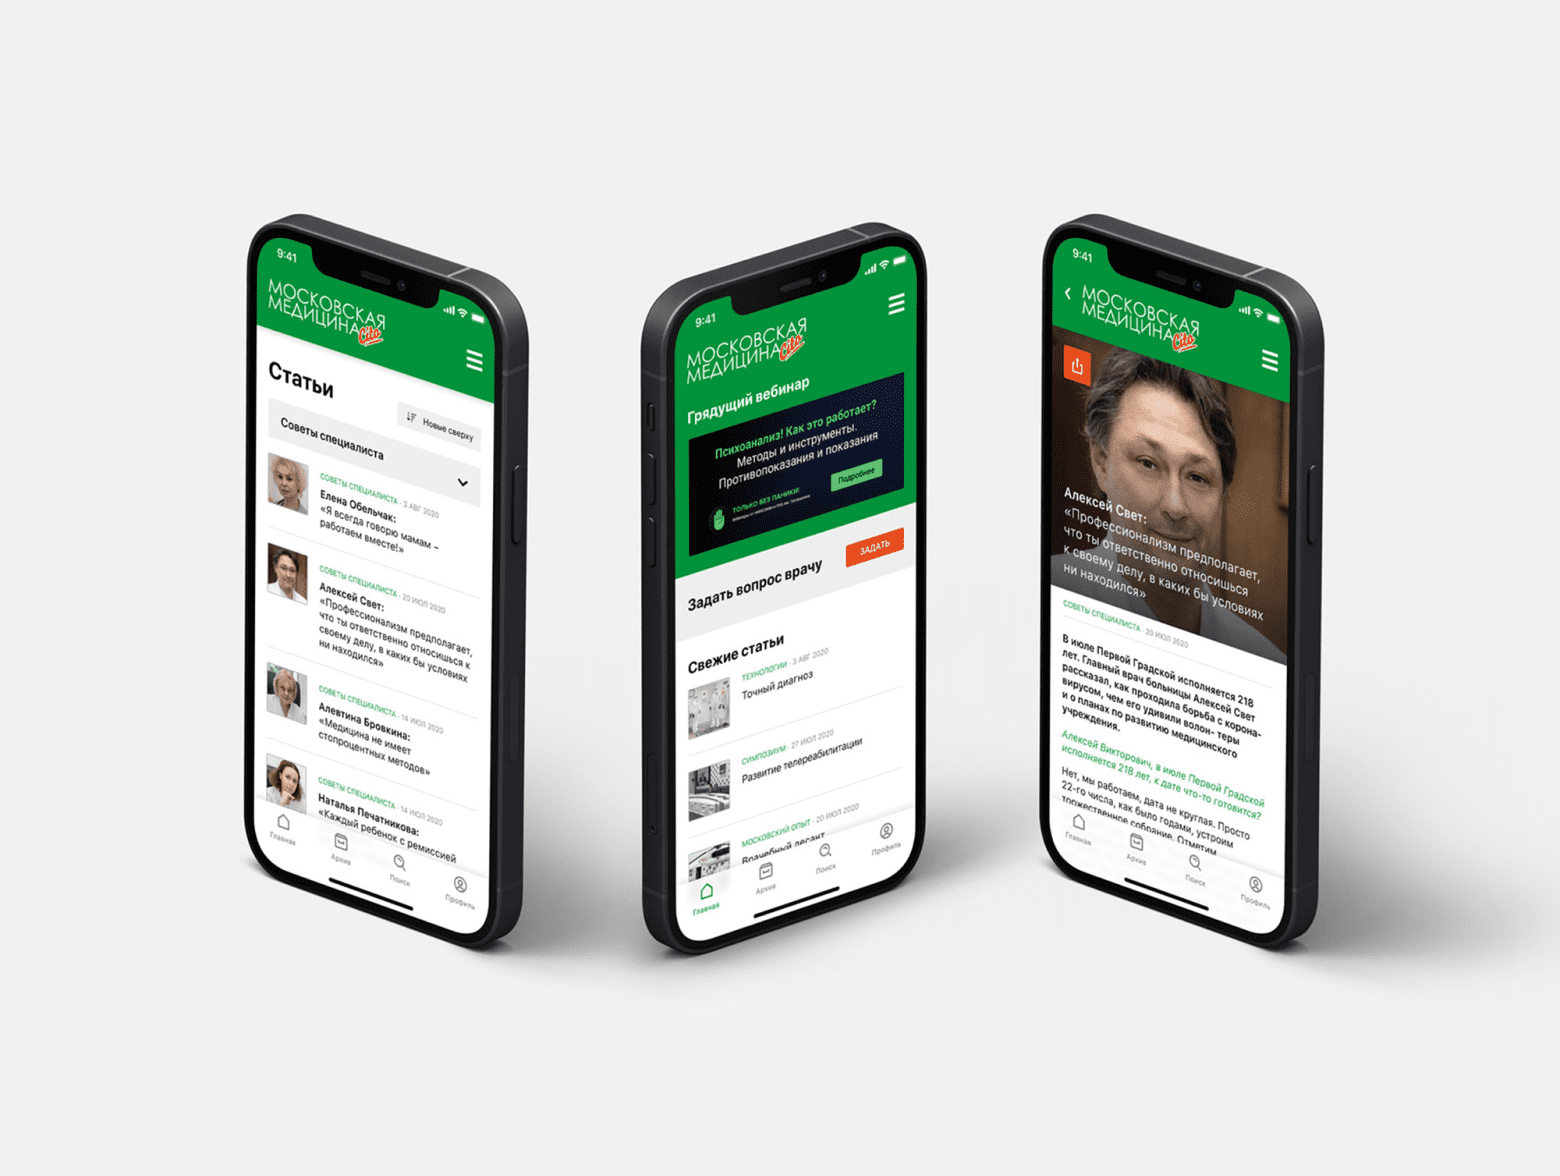 9:41
МОСКОВСКАЯ
МЕДИЦИНА
Cito
Статьи
Новые сверху
Советы специалиста
СОВЕТЫ СПЕЦИАЛИСТА · 3 АВГ 2020
Елена Обельчак:
«Я всегда говорю мамам –
работаем вместе!»
СОВЕТЫ СПЕЦИАЛИСТА · 20 ИЮЛ 2020
Алексей Свет:
«Профессионализм предполагает,
что ты ответственно относишься к
своему делу, в каких бы условиях
ни находился»
СОВЕТЫ СПЕЦИАЛИСТА · 14 ИЮЛ 2020
Алевтина Бровкина:
«Медицина не имеет
стопроцентных методов»
СОВЕТЫ СПЕЦИАЛИСТА · 14 ИЮЛ 2020
Наталья Печатникова:
«Каждый ребенок с ремиссией
Главная
Архив
Поиск
Профиль
9:41
МОСКОВСКАЯ
МЕДИЦИНА
Cito
Грядущий вебинар
Психоанализ! Как это работает?
Методы и инструменты.
Противопоказания и показания
Подробнее
ТОЛЬКО БЕЗ ПАНИКИ!
Задать вопрос врачу
ЗАДАТЬ
Свежие статьи
ТЕХНОЛОГИИ · 3 АВГ 2020
Точный диагноз
СИМПОЗИУМ · 27 ИЮЛ 2020
Развитие телереабилитации
МОСКОВСКИЙ ОПЫТ · 20 ИЮЛ 2020
Врачебный десант
Главная
Архив
Поиск
Профиль
9:41
МОСКОВСКАЯ
МЕДИЦИНА
Cito
Алексей Свет:
«Профессионализм предполагает,
что ты ответственно относишься
к своему делу, в каких бы условиях
ни находился»
СОВЕТЫ СПЕЦИАЛИСТА · 20 ИЮЛ 2020
В июле Первой Градской исполняется 218
лет. Главный врач больницы Алексей Свет
рассказал, как проходила борьба с корона-
вирусом, чем его удивили волон- теры
и о планах по развитию медицинского
учреждения.
Алексей Викторович, в июле Первой Градской
исполняется 218 лет, к дате что-то готовится?
Нет, мы работаем, дата не круглая. Просто
22-го числа, как было годами, устроим
торжественное собрание. Отметим
Главная
Архив
Поиск
Профиль